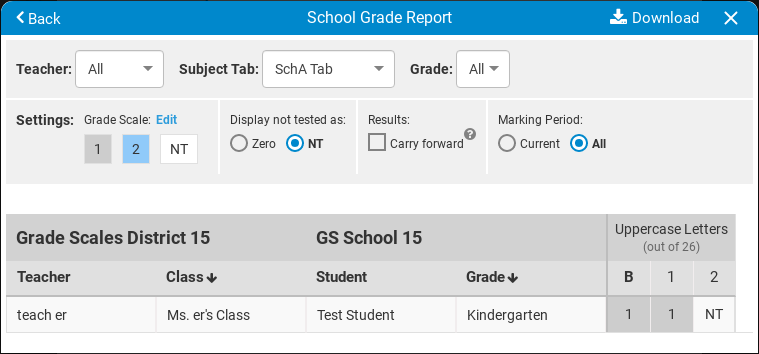 Back School Grade Report Download
Teacher: All Subject Tab: SchA Tab Grade: All
Settings: Grade Scale: Edit Display not tested as: Results: Marking Period:
1 2 NT Zero NT Carry forward ? Current All
Grade Scales District 15 GS School 15 Uppercase Letters
(out of 26)
Teacher Class Student Grade B 1 2
teach er Ms. er's Class Test Student Kindergarten 1 1 NT